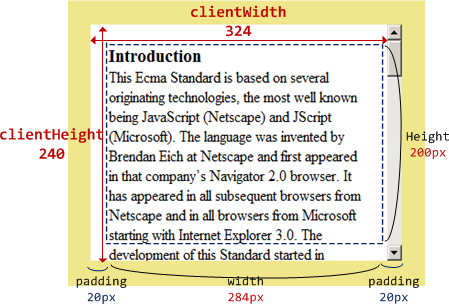 clientWidth
324
Introduction
This Ecma Standard is based on several
originating technologies, the most well known
being JavaScript (Netscape) and JScript
(Microsoft). The language was invented by
Brendan Eich at Netscape and first appeared
in that company's Navigator 2.0 browser. It
has appeared in all subsequent browsers from
Netscape and in all browsers from Microsoft
starting with Internet Explorer 3.0. The
development of this Standard started in
clientHeight
240
Height
200px
padding
20px
width
284px
padding
20px